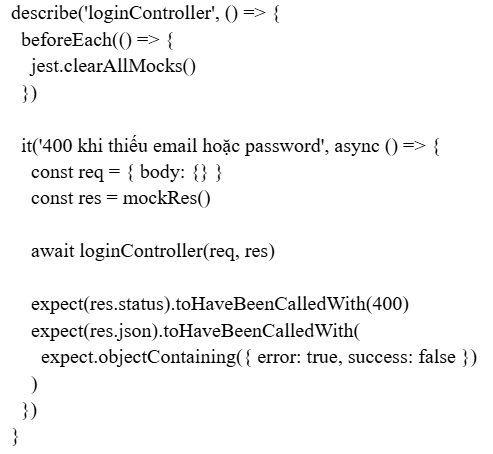 describe('loginController', () => {
  beforeEach(() => {
    jest.clearAllMocks()
  })

  it('400 khi thiếu email hoặc password', async () => {
    const req = { body: {} }
    const res = mockRes()

    await loginController(req, res)

    expect(res.status).toHaveBeenCalledWith(400)
    expect(res.json).toHaveBeenCalledWith(
      expect.objectContaining({ error: true, success: false })
    )
  })
}